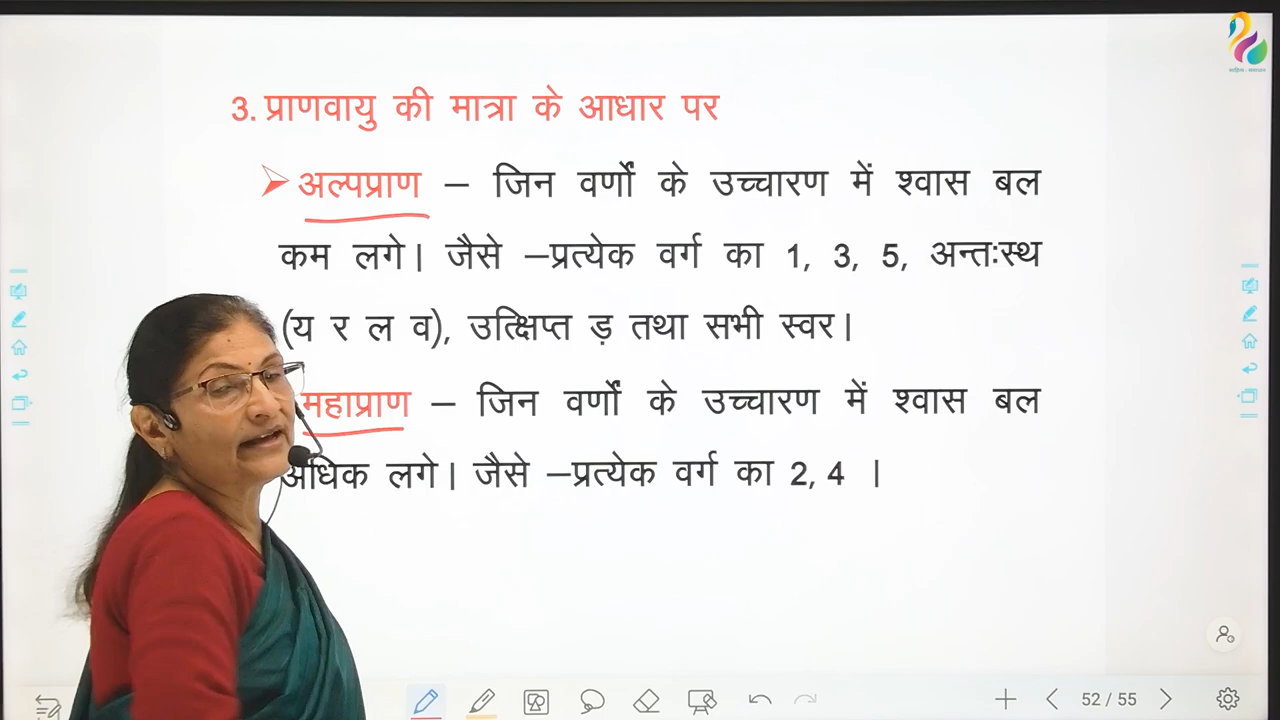 3. प्राणवायु की मात्रा के आधार पर
➢ अल्पप्राण – जिन वर्णों के उच्चारण में श्वास बल
कम लगे। जैसे –प्रत्येक वर्ग का 1, 3, 5, अन्तःस्थ
(य र ल व), उत्क्षिप्त ड़ तथा सभी स्वर।
महाप्राण – जिन वर्णों के उच्चारण में श्वास बल
अधिक लगे। जैसे –प्रत्येक वर्ग का 2, 4 ।
52 / 55